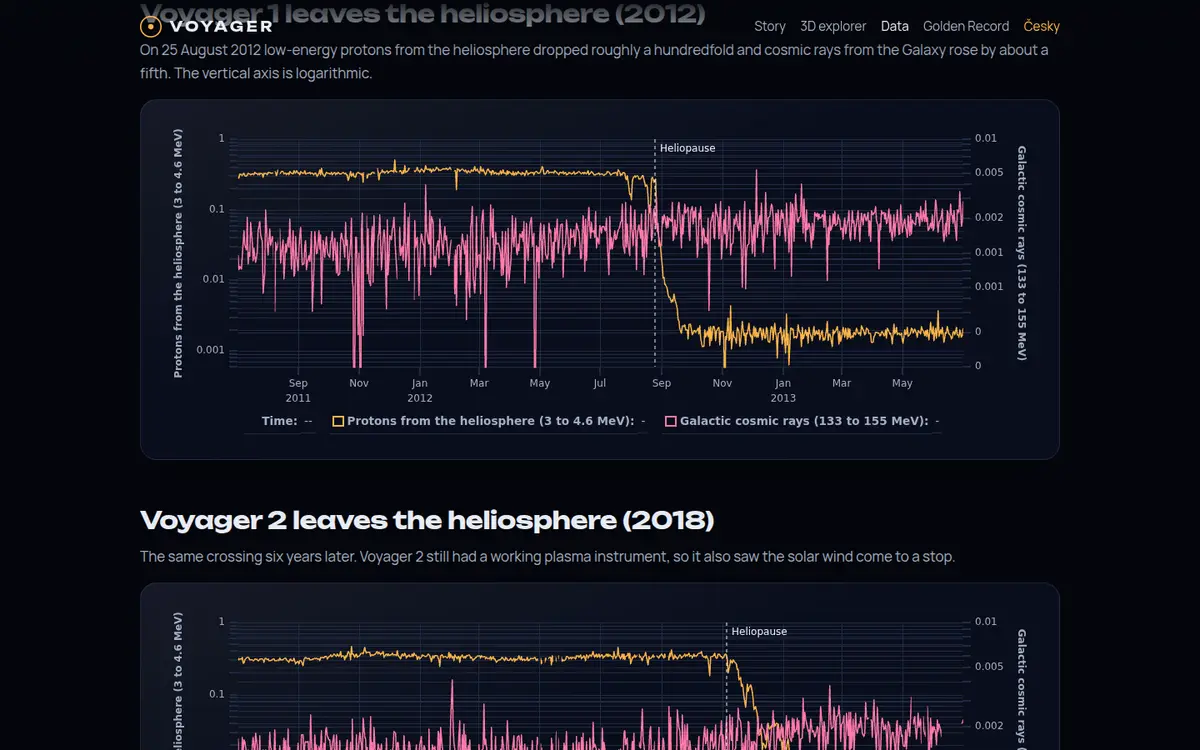 Voyager 1 leaves the heliosphere (2012)
VOYAGER
Story 3D explorer Data Golden Record Česky
On 25 August 2012 low-energy protons from the heliosphere dropped roughly a hundredfold and cosmic rays from the Galaxy rose by about a
fifth. The vertical axis is logarithmic.
Protons from the heliosphere (3 to 4.6 MeV)
1
0.1
0.01
0.001
Heliopause
0.01
0.005
0.002
0.001
0.001
0
0
Galactic cosmic rays (133 to 155 MeV)
Sep Nov Jan Mar May Jul Sep Nov Jan Mar May
2011 2012 2013
Time: -- Protons from the heliosphere (3 to 4.6 MeV): - Galactic cosmic rays (133 to 155 MeV): -
Voyager 2 leaves the heliosphere (2018)
The same crossing six years later. Voyager 2 still had a working plasma instrument, so it also saw the solar wind come to a stop.
liosphere (3 to 4.6 MeV)
1
0.1
Heliopause
0.01
0.005
0.002
Galactic cosmic rays (